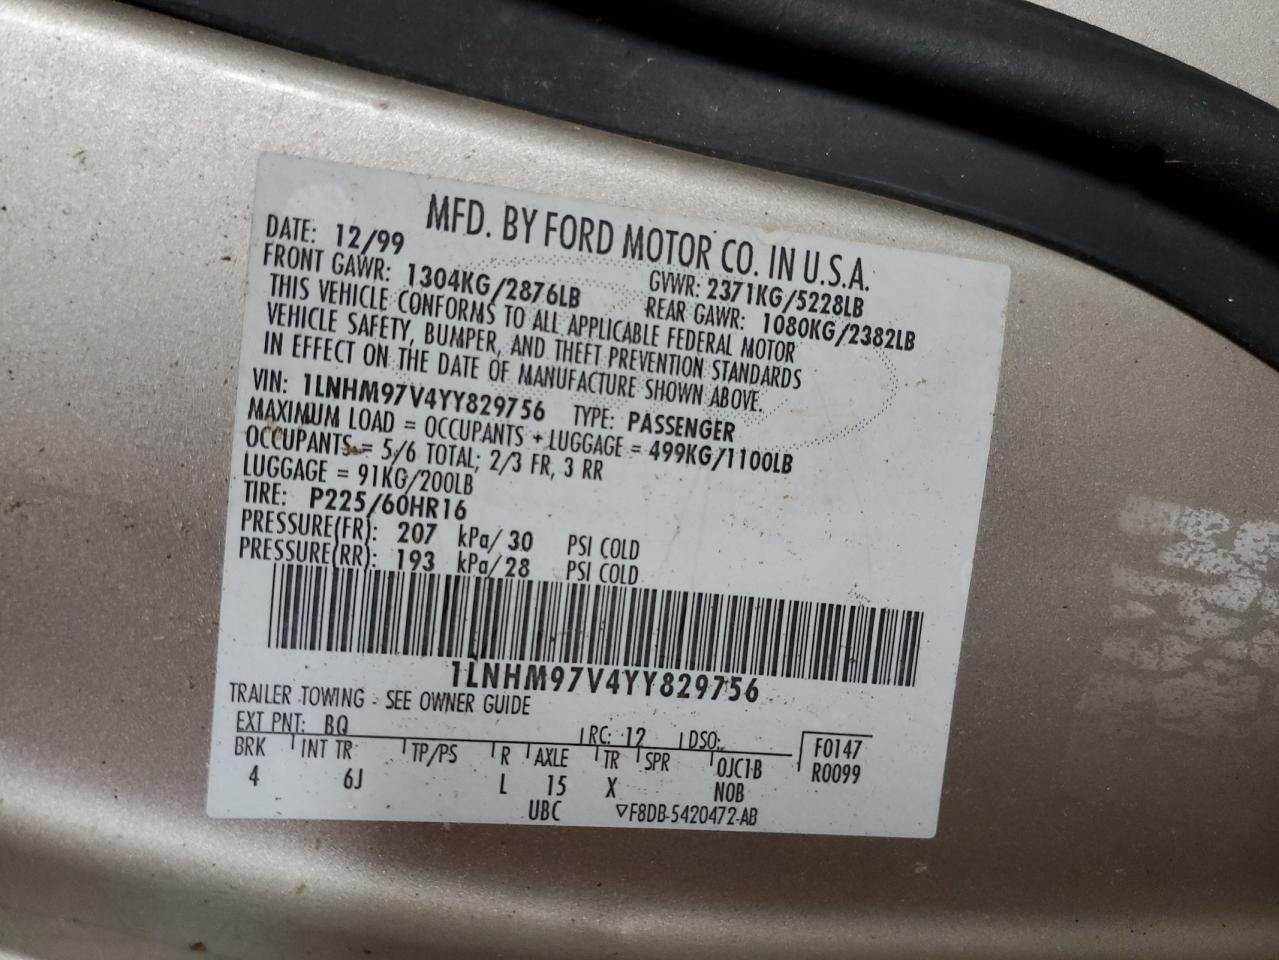 MFD. BY FORD MOTOR CO. IN U.S.A.
DATE: 12/99 GVWR: 2371KG/5228LB
FRONT GAWR: 1304KG/2876LB REAR GAWR: 1080KG/2382LB
THIS VEHICLE CONFORMS TO ALL APPLICABLE FEDERAL MOTOR
VEHICLE SAFETY, BUMPER, AND THEFT PREVENTION STANDARDS
IN EFFECT ON THE DATE OF MANUFACTURE SHOWN ABOVE.
VIN: 1LNHM97V4YY829756 TYPE: PASSENGER
MAXIMUM LOAD = OCCUPANTS + LUGGAGE = 499KG/1100LB
OCCUPANTS = 5/6 TOTAL; 2/3 FR, 3 RR
LUGGAGE = 91KG/200LB
TIRE: P225/60HR16
PRESSURE(FR): 207 kPa/ 30 PSI COLD
PRESSURE(RR): 193 kPa/28 PSI COLD
1LNHM97V4YY829756
TRAILER TOWING - SEE OWNER GUIDE
EXT PNT: BQ RC: 12 DSO: F0147
BRK INT TR TP/PS R AXLE TR SPR 0JC1B R0099
4 6J L 15 X N0B
UBC ▽F8DB-5420472-AB